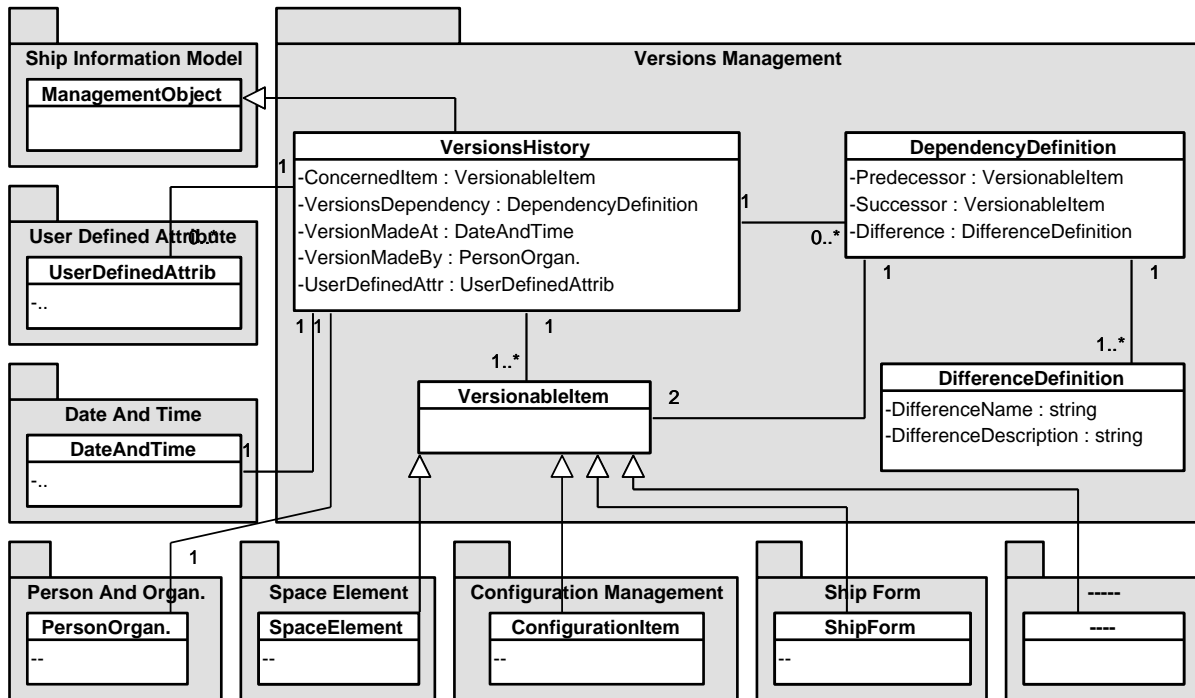 Ship Information Model
ManagementObject
Versions Management
VersionsHistory
-ConcernedItem : VersionableItem
-VersionsDependency : DependencyDefinition
-VersionMadeAt : DateAndTime
-VersionMadeBy : PersonOrgan.
-UserDefinedAttr : UserDefinedAttrib
DependencyDefinition
-Predecessor : VersionableItem
-Successor : VersionableItem
-Difference : DifferenceDefinition
1
1
0..*
User Defined Attribute
0..*
UserDefinedAttrib
-..
1
1
1
1
1
1..*
1..*
VersionableItem
2
DifferenceDefinition
-DifferenceName : string
-DifferenceDescription : string
Date And Time
DateAndTime
1
-..
1
Person And Organ.
PersonOrgan.
--
Space Element
SpaceElement
--
Configuration Management
ConfigurationItem
--
Ship Form
ShipForm
--
-----
----